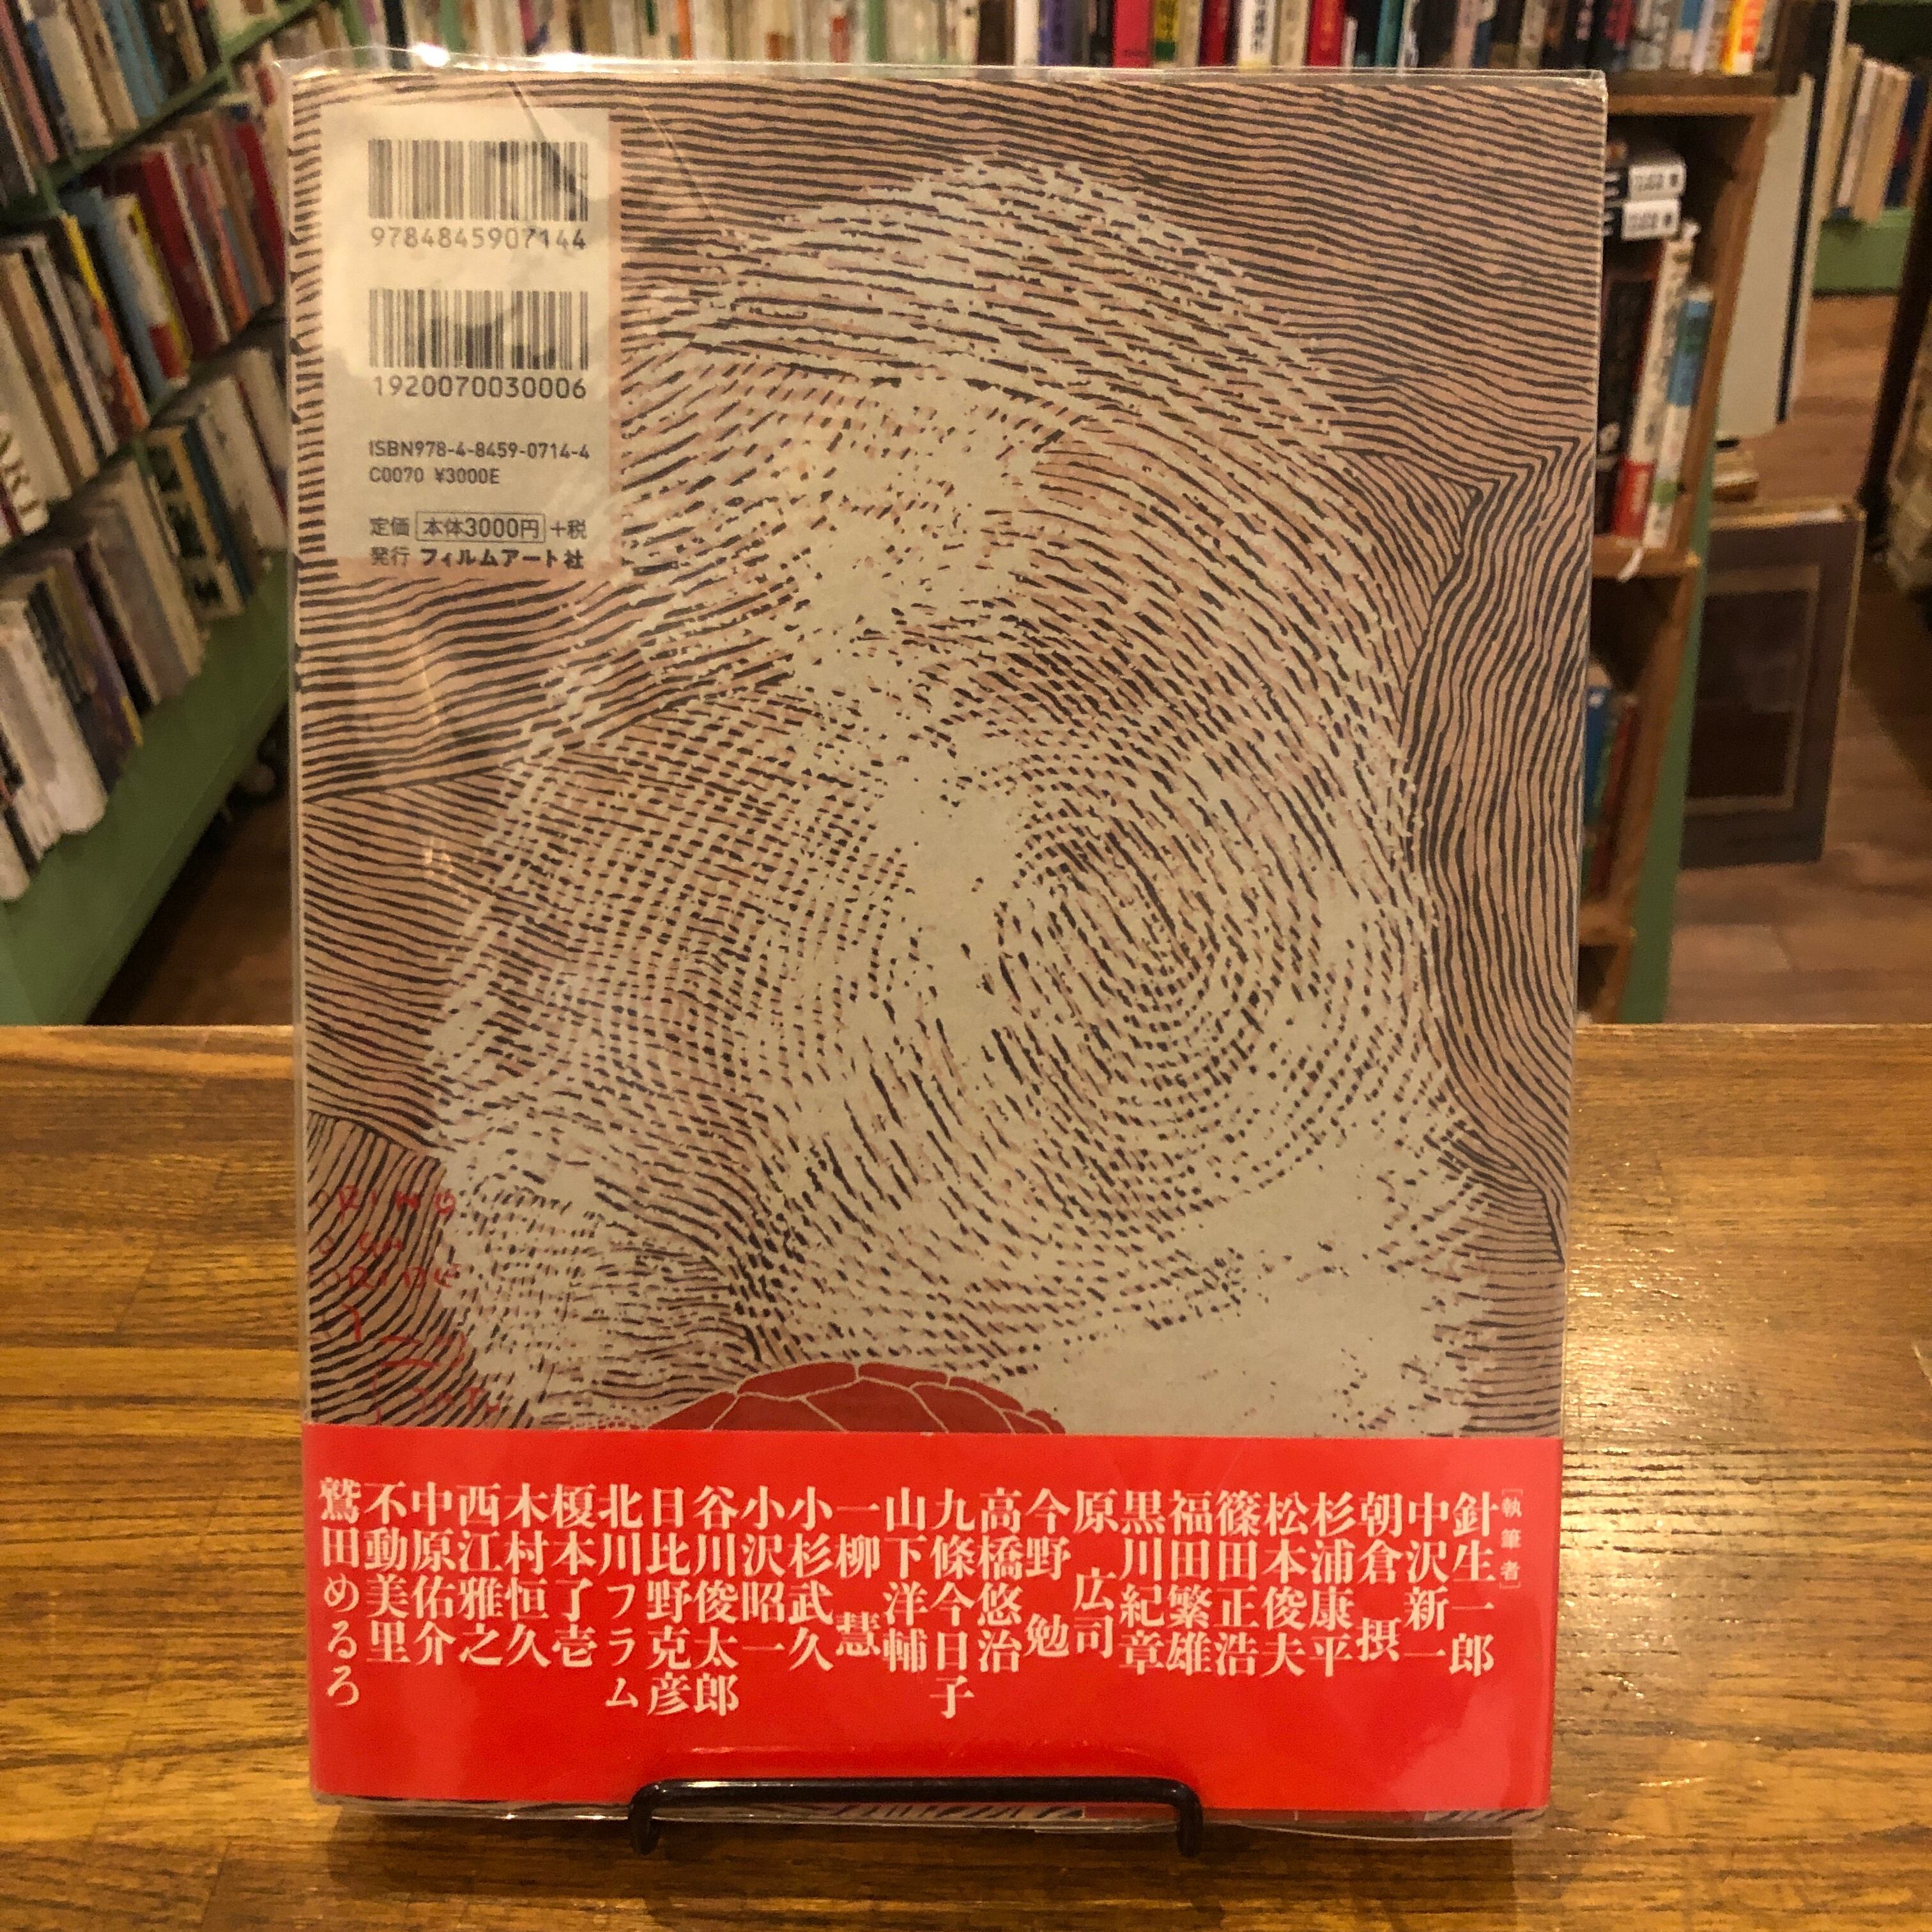 9784845907144
1920070030006
ISBN978-4-8459-0714-4
C0070 ¥3000E
定価 本体3000円 +税
発行 フィルムアート社
[執筆者]
針生一郎
中沢新一
朝倉 摂
杉浦康平
松本俊夫
篠田正浩
福田繁雄
黒川紀章
原 広司
今野 勉
高橋悠治
九條今日子
山下洋輔
一柳 慧
小杉武久
小沢昭一
谷川俊太郎
日比野克彦
北川フラム
榎本了壱
木村恒久
西江雅之
中原佑介
不動美里
鷲田めるろ